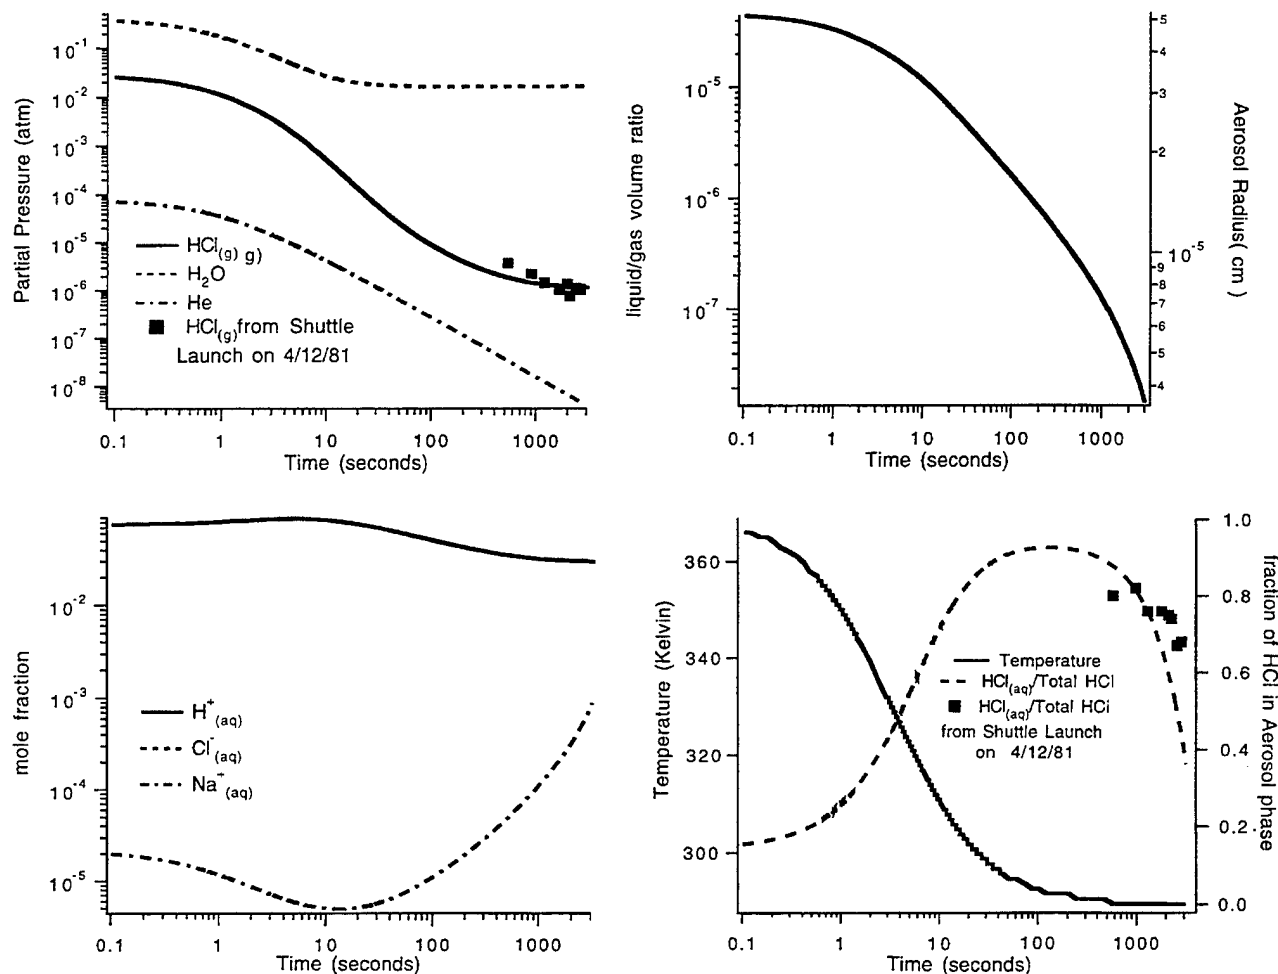 Partial Pressure (atm)
10^-1
10^-2
10^-3
10^-4
10^-5
10^-6
10^-7
10^-8
HCl(g) g)
H2O
He
HCl(g) from Shuttle
Launch on 4/12/81
0.1 1 10 100 1000
Time (seconds)
liquid/gas volume ratio
10^-5
10^-6
10^-7
5
4
3
2
10^-5
9
8
7
6
5
4
Aerosol Radius( cm )
0.1 1 10 100 1000
Time (seconds)
mole fraction
10^-2
10^-3
10^-4
10^-5
H+(aq)
Cl-(aq)
Na+(aq)
0.1 1 10 100 1000
Time (seconds)
Temperature (Kelvin)
360
340
320
300
Temperature
HCl(aq)/Total HCl
HCl(aq)/Total HCl
from Shuttle Launch
on 4/12/81
1.0
0.8
0.6
0.4
0.2
0.0
fraction of HCl in Aerosol phase
0.1 1 10 100 1000
Time (seconds)